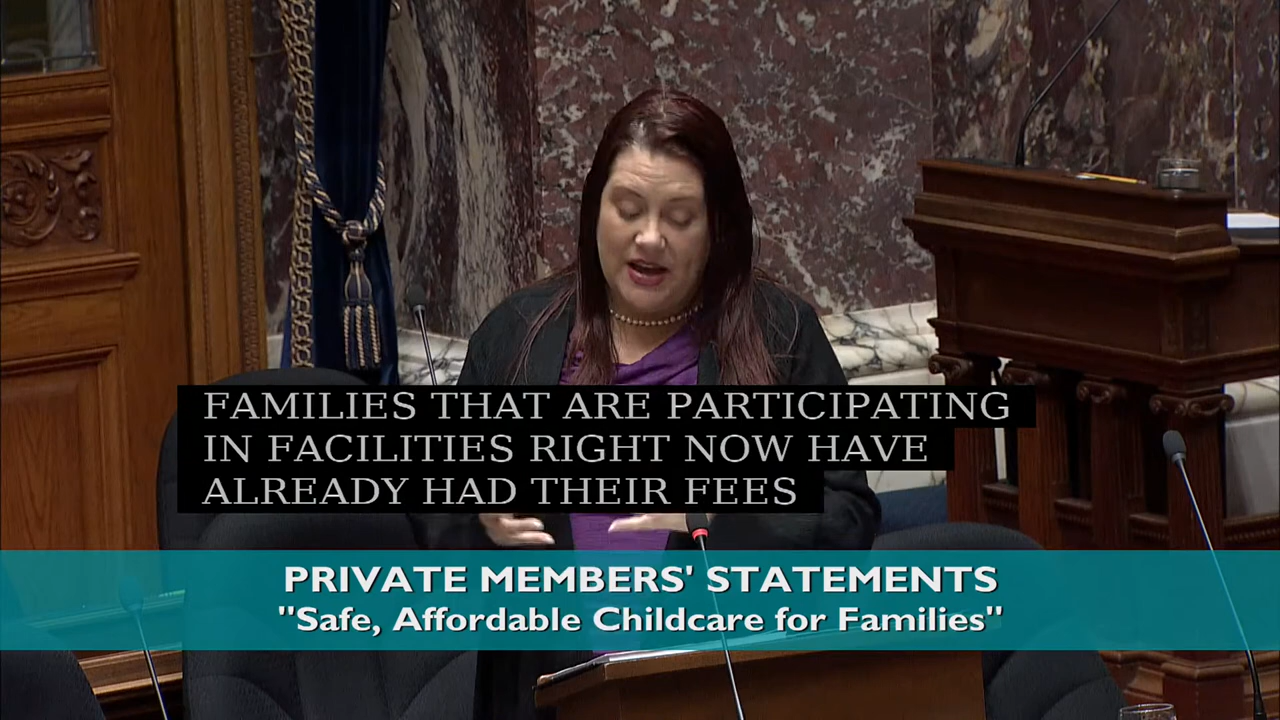 FAMILIES THAT ARE PARTICIPATING
IN FACILITIES RIGHT NOW HAVE
ALREADY HAD THEIR FEES
PRIVATE MEMBERS' STATEMENTS
"Safe, Affordable Childcare for Families"